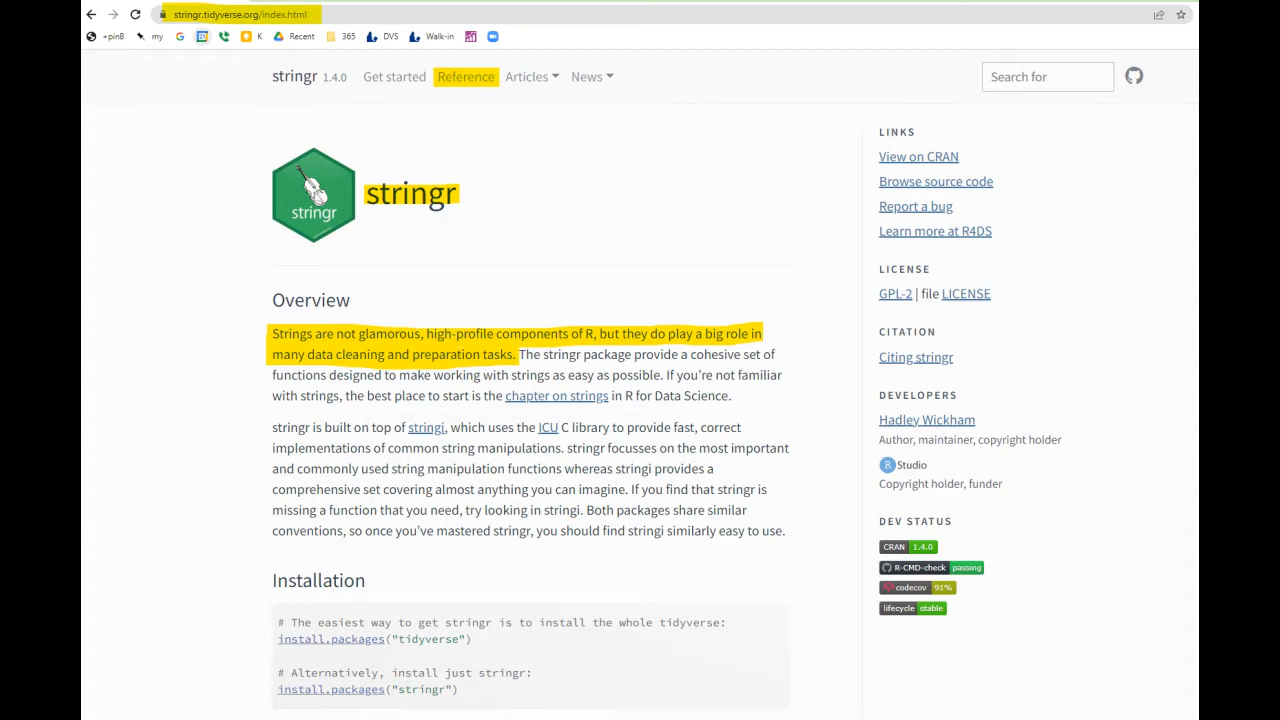 stringr.tidyverse.org/index.html
+pinB my K Recent 365 DVS Walk-in
stringr 1.4.0 Get started Reference Articles News Search for
stringr
stringr
Overview
Strings are not glamorous, high-profile components of R, but they do play a big role in
many data cleaning and preparation tasks. The stringr package provide a cohesive set of
functions designed to make working with strings as easy as possible. If you're not familiar
with strings, the best place to start is the chapter on strings in R for Data Science.
stringr is built on top of stringi, which uses the ICU C library to provide fast, correct
implementations of common string manipulations. stringr focusses on the most important
and commonly used string manipulation functions whereas stringi provides a
comprehensive set covering almost anything you can imagine. If you find that stringr is
missing a function that you need, try looking in stringi. Both packages share similar
conventions, so once you've mastered stringr, you should find stringi similarly easy to use.
Installation
# The easiest way to get stringr is to install the whole tidyverse:
install.packages("tidyverse")
# Alternatively, install just stringr:
install.packages("stringr")
LINKS
View on CRAN
Browse source code
Report a bug
Learn more at R4DS
LICENSE
GPL-2 | file LICENSE
CITATION
Citing stringr
DEVELOPERS
Hadley Wickham
Author, maintainer, copyright holder
R Studio
Copyright holder, funder
DEV STATUS
CRAN 1.4.0
R-CMD-check passing
codecov 91%
lifecycle stable